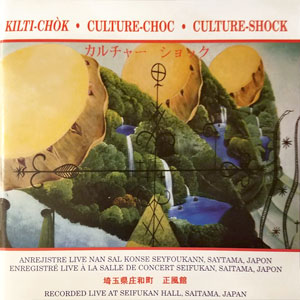 KILTI-CHÒK • CULTURE-CHOC • CULTURE-SHOCK
カルチャー ショック
ANREJISTRE LIVE NAN SAL KONSE SEYFOUKANN, SAYTAMA, JAPON
ENREGISTRÉ LIVE À LA SALLE DE CONCERT SEIFUKAN, SAITAMA, JAPON
埼玉県庄和町 正風館
RECORDED LIVE AT SEIFUKAN HALL, SAITAMA, JAPAN